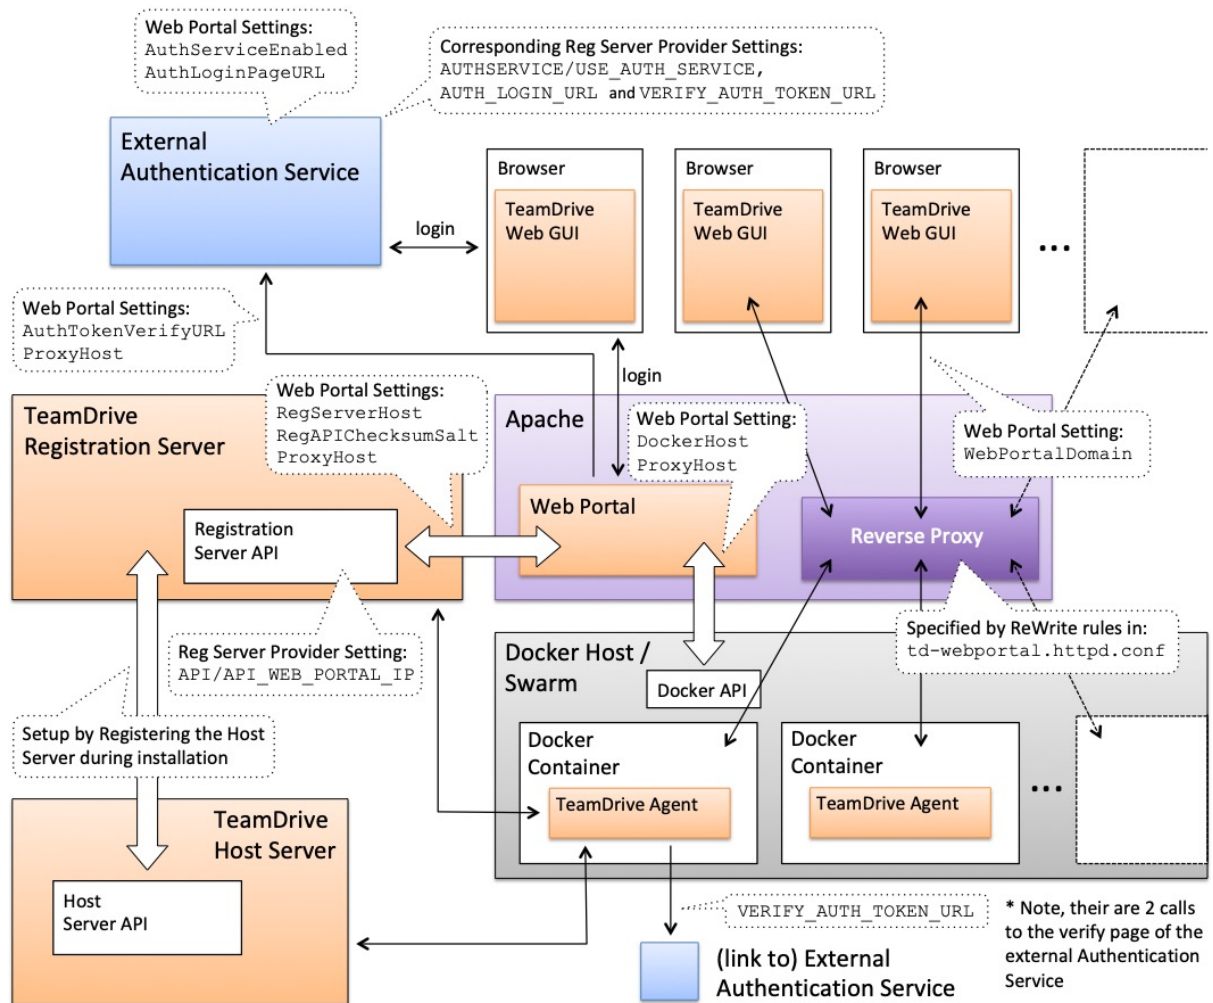 Web Portal Settings:
AuthServiceEnabled
AuthLoginPageURL
Corresponding Reg Server Provider Settings:
AUTHSERVICE/USE_AUTH_SERVICE,
AUTH_LOGIN_URL and VERIFY_AUTH_TOKEN_URL
External
Authentication Service
login
Browser
TeamDrive
Web GUI
Browser
TeamDrive
Web GUI
Browser
TeamDrive
Web GUI
...
Web Portal Settings:
AuthTokenVerifyURL
ProxyHost
login
TeamDrive
Registration Server
Web Portal Settings:
RegServerHost
RegAPIChecksumSalt
ProxyHost
Apache
Web Portal Setting:
DockerHost
ProxyHost
Web Portal Setting:
WebPortalDomain
Registration
Server API
Web Portal
Reverse Proxy
Reg Server Provider Setting:
API/API_WEB_PORTAL_IP
Specified by ReWrite rules in:
td-webportal.httpd.conf
Docker Host /
Swarm
Docker API
Setup by Registering the Host
Server during installation
Docker
Container
TeamDrive Agent
Docker
Container
TeamDrive Agent
...
TeamDrive
Host Server
Host
Server API
VERIFY_AUTH_TOKEN_URL
* Note, their are 2 calls
to the verify page of the
external Authentication
Service
(link to) External
Authentication Service